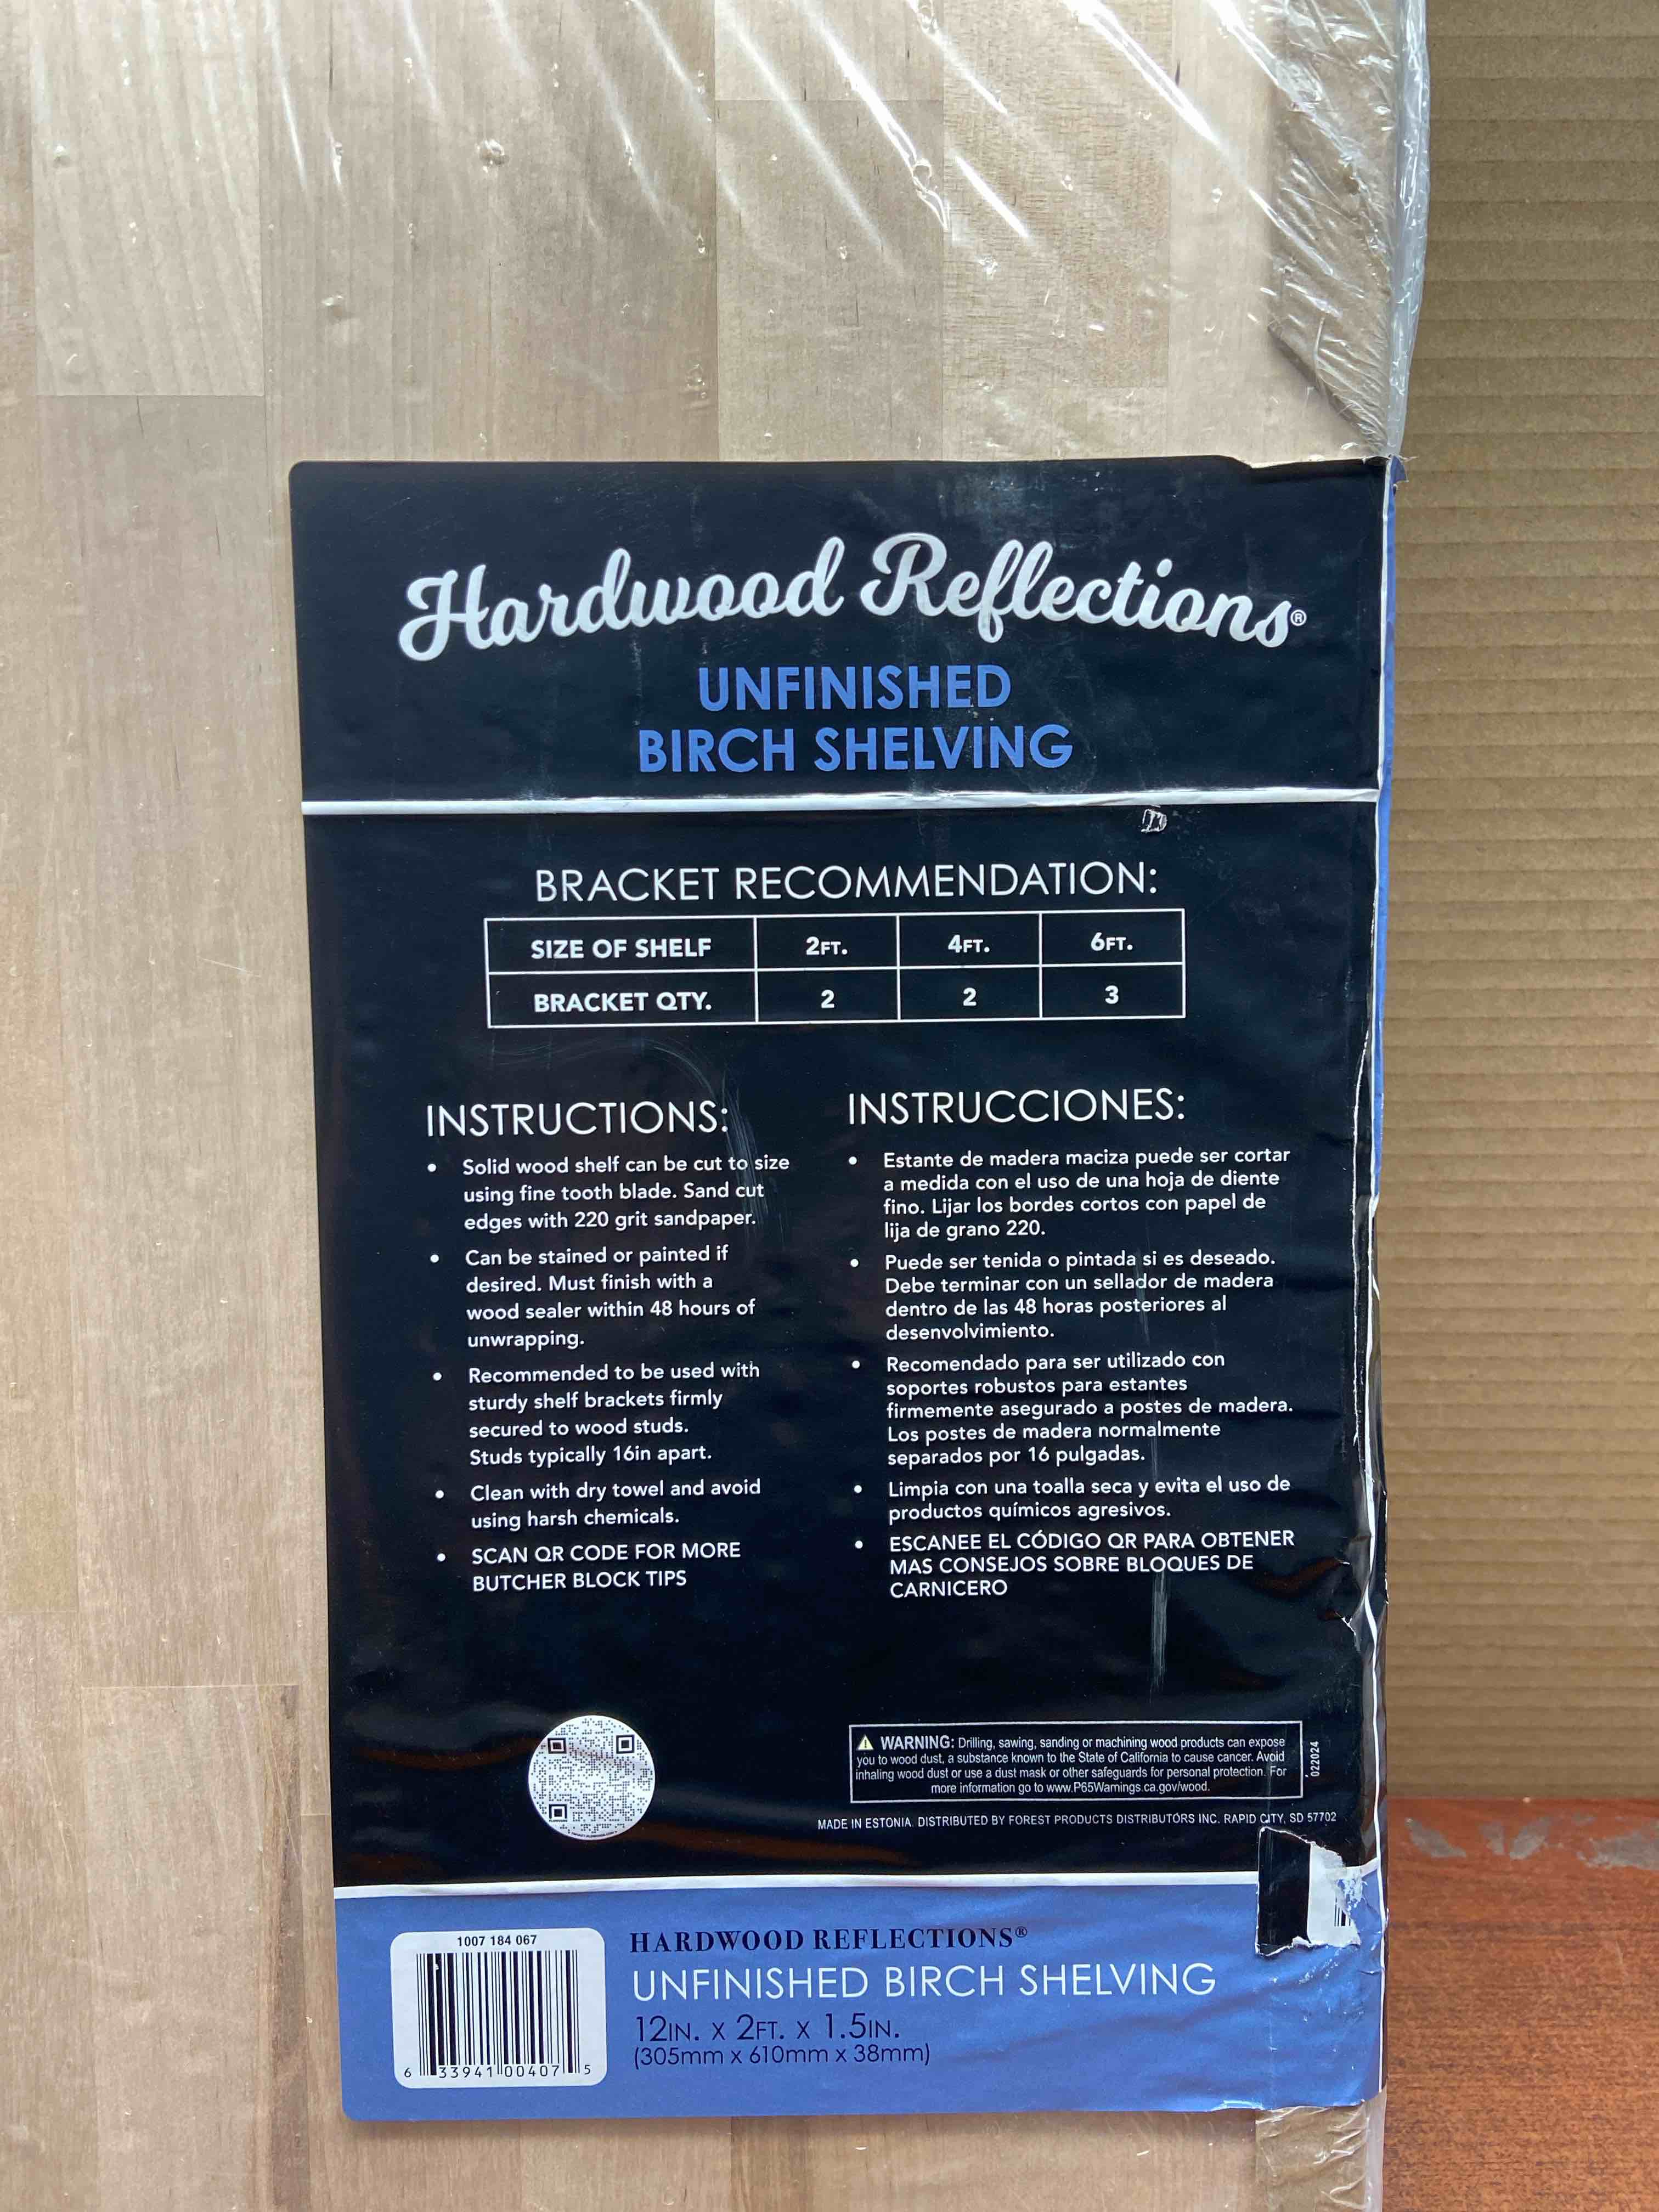 Hardwood Reflections®
UNFINISHED
BIRCH SHELVING
BRACKET RECOMMENDATION:
SIZE OF SHELF 2FT. 4FT. 6FT.
BRACKET QTY. 2 2 3
INSTRUCTIONS:
• Solid wood shelf can be cut to size
using fine tooth blade. Sand cut
edges with 220 grit sandpaper.
• Can be stained or painted if
desired. Must finish with a
wood sealer within 48 hours of
unwrapping.
• Recommended to be used with
sturdy shelf brackets firmly
secured to wood studs.
Studs typically 16in apart.
• Clean with dry towel and avoid
using harsh chemicals.
• SCAN QR CODE FOR MORE
BUTCHER BLOCK TIPS
INSTRUCCIONES:
• Estante de madera maciza puede ser cortar
a medida con el uso de una hoja de diente
fino. Lijar los bordes cortos con papel de
lija de grano 220.
• Puede ser tenida o pintada si es deseado.
Debe terminar con un sellador de madera
dentro de las 48 horas posteriores al
desenvolvimiento.
• Recomendado para ser utilizado con
soportes robustos para estantes
firmemente asegurado a postes de madera.
Los postes de madera normalmente
separados por 16 pulgadas.
• Limpia con una toalla seca y evita el uso de
productos químicos agresivos.
• ESCANEE EL CÓDIGO QR PARA OBTENER
MAS CONSEJOS SOBRE BLOQUES DE
CARNICERO
⚠ WARNING: Drilling, sawing, sanding or machining wood products can expose
you to wood dust, a substance known to the State of California to cause cancer. Avoid
inhaling wood dust or use a dust mask or other safeguards for personal protection. For
more information go to www.P65Warnings.ca.gov/wood.
022024
MADE IN ESTONIA. DISTRIBUTED BY FOREST PRODUCTS DISTRIBUTORS INC. RAPID CITY, SD 57702
1007 184 067
6 33941 00407 5
HARDWOOD REFLECTIONS®
UNFINISHED BIRCH SHELVING
12IN. X 2FT. X 1.5IN.
(305mm x 610mm x 38mm)